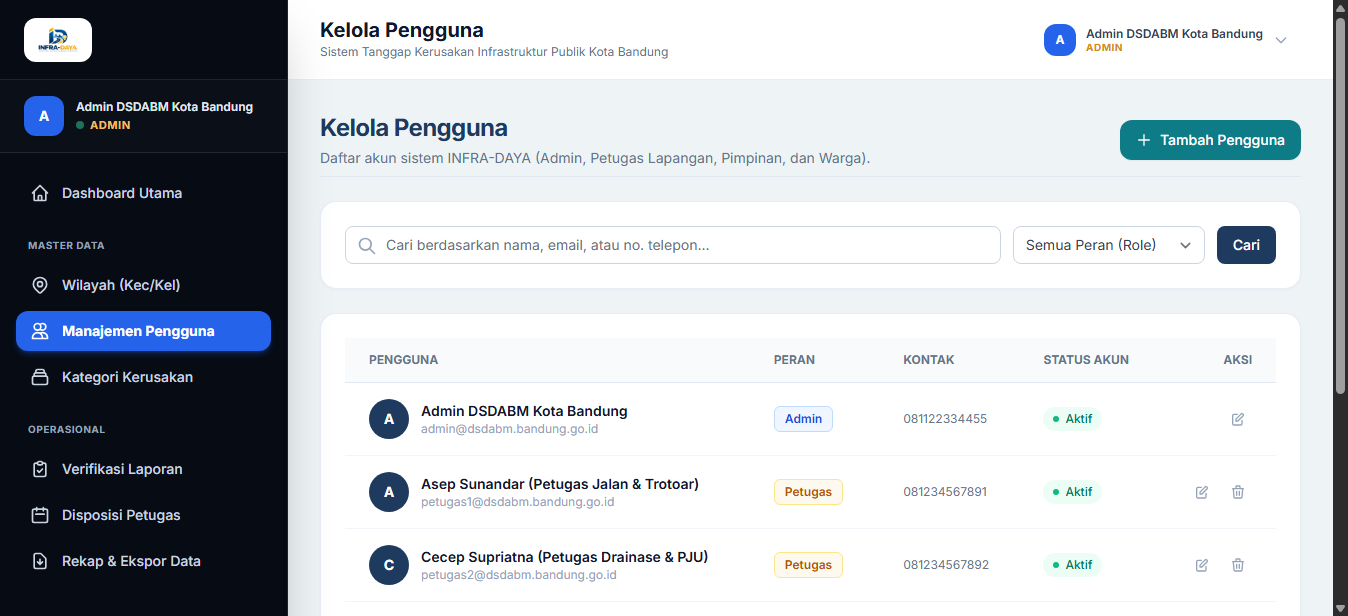 INFRA-DAYA
A
Admin DSDABM Kota Bandung
ADMIN
Dashboard Utama
MASTER DATA
Wilayah (Kec/Kel)
Manajemen Pengguna
Kategori Kerusakan
OPERASIONAL
Verifikasi Laporan
Disposisi Petugas
Rekap & Ekspor Data
Kelola Pengguna
Sistem Tanggap Kerusakan Infrastruktur Publik Kota Bandung
A
Admin DSDABM Kota Bandung
ADMIN
Kelola Pengguna
Daftar akun sistem INFRA-DAYA (Admin, Petugas Lapangan, Pimpinan, dan Warga).
Tambah Pengguna
Cari berdasarkan nama, email, atau no. telepon...
Semua Peran (Role)
Cari
PENGGUNA PERAN KONTAK STATUS AKUN AKSI
A
Admin DSDABM Kota Bandung
admin@dsdabm.bandung.go.id
Admin
081122334455
Aktif
A
Asep Sunandar (Petugas Jalan & Trotoar)
petugas1@dsdabm.bandung.go.id
Petugas
081234567891
Aktif
C
Cecep Supriatna (Petugas Drainase & PJU)
petugas2@dsdabm.bandung.go.id
Petugas
081234567892
Aktif